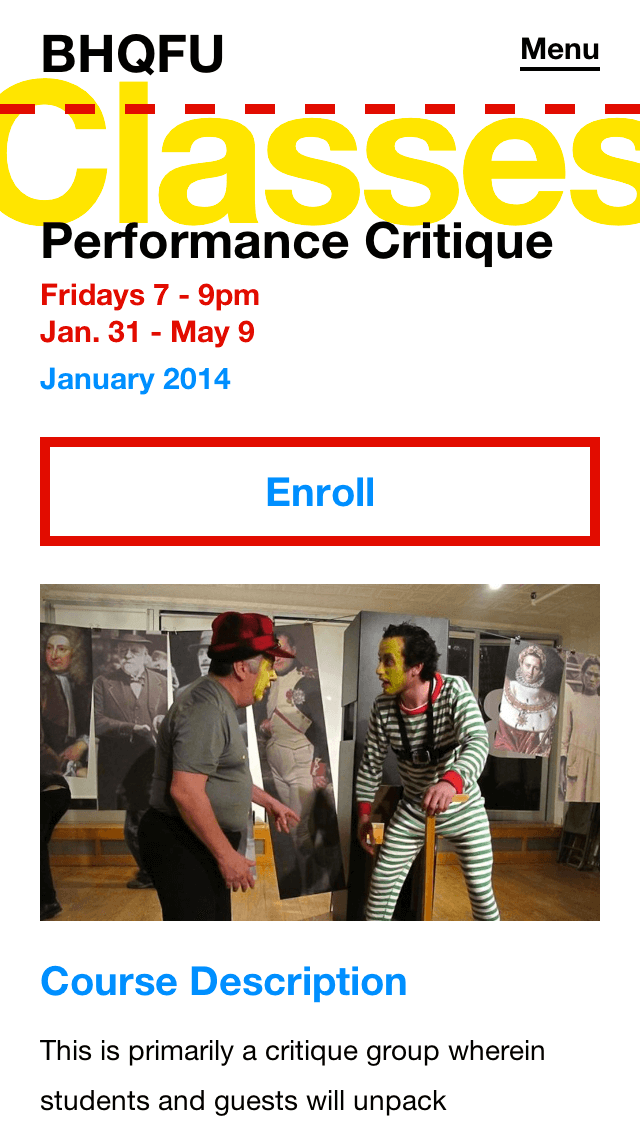 BHQFU
Menu
Classes
Performance Critique
Fridays 7 - 9pm
Jan. 31 - May 9
January 2014
Enroll
Course Description
This is primarily a critique group wherein
students and guests will unpack